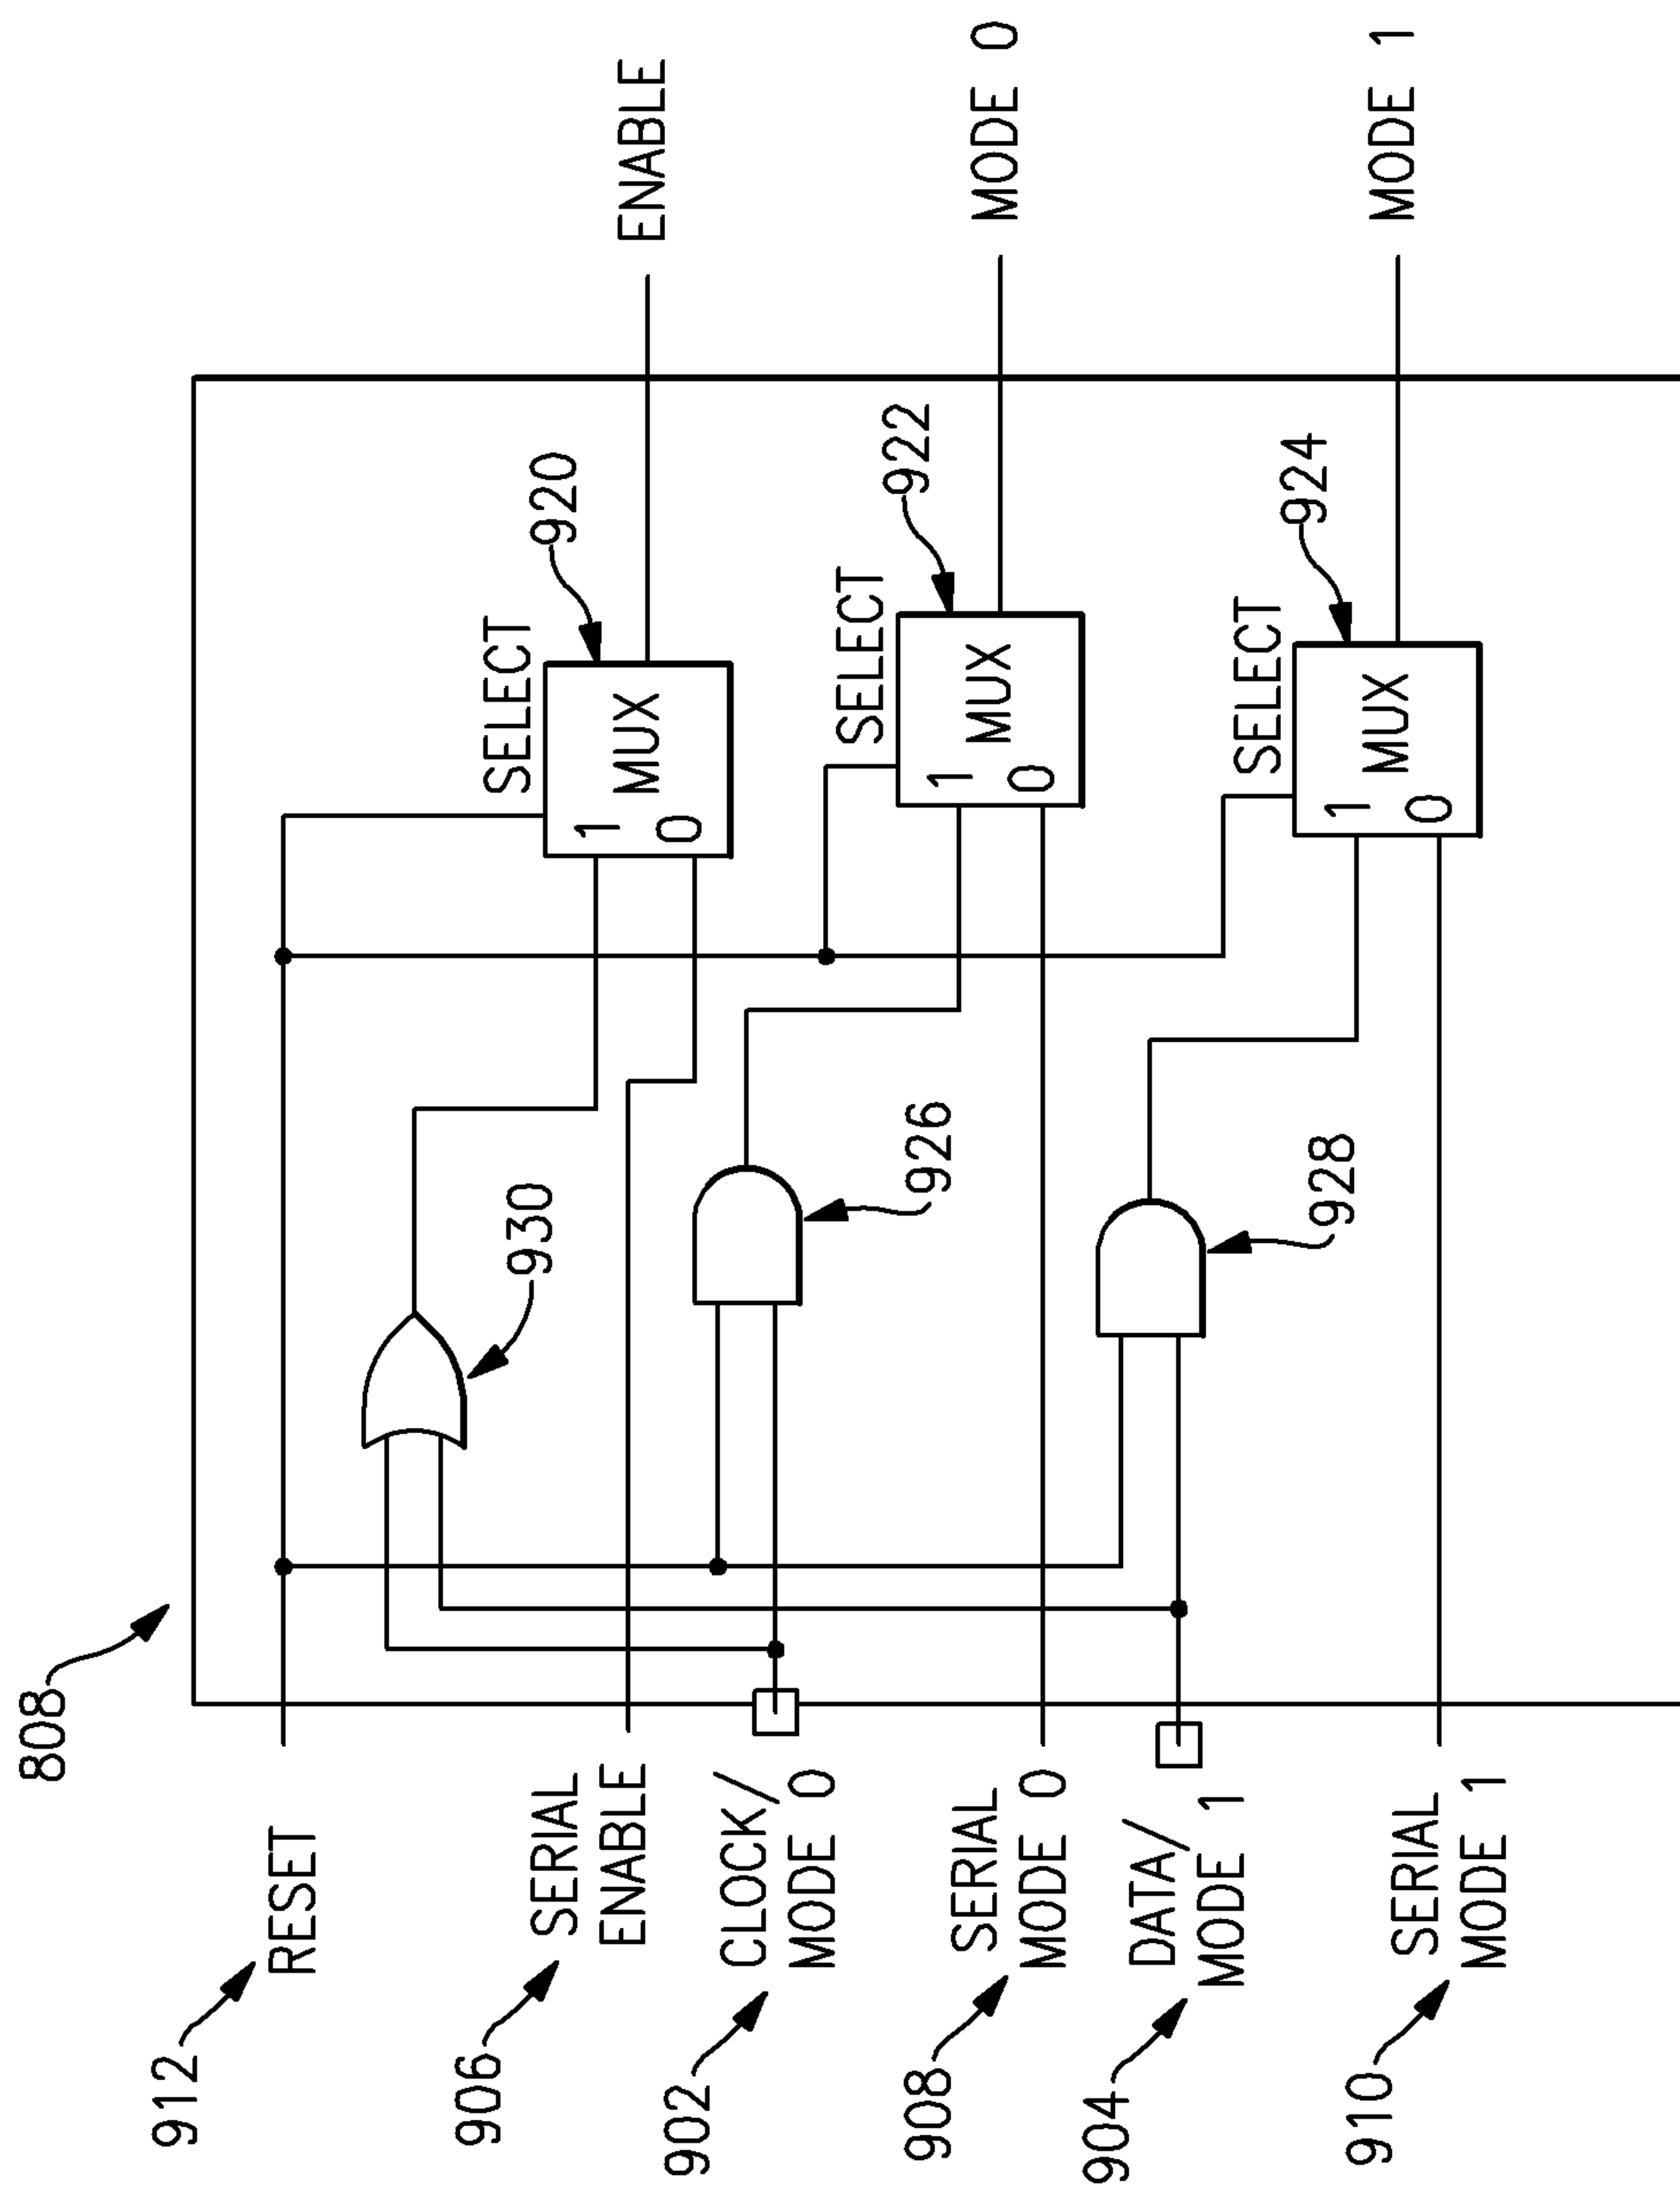 808
912
RESET
906
SERIAL
ENABLE
902
CLOCK/
MODE 0
908
SERIAL
MODE 0
904
DATA/
MODE 1
910
SERIAL
MODE 1
930
926
928
SELECT
920
1
0
MUX
SELECT
922
1
0
MUX
SELECT
924
1
0
MUX
ENABLE
MODE 0
MODE 1